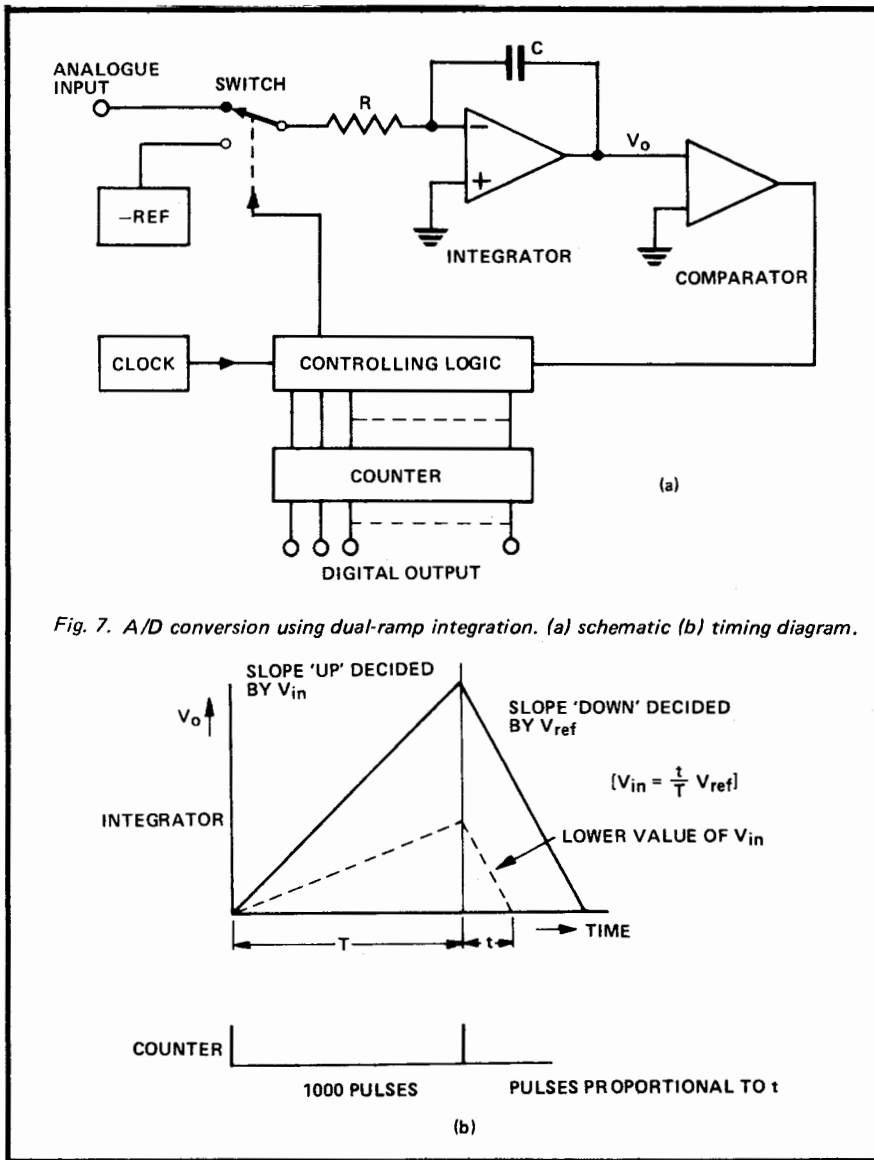 ANALOGUE
INPUT
SWITCH
R
C
−
+
V₀
−REF
INTEGRATOR
COMPARATOR
CLOCK
CONTROLLING LOGIC
COUNTER
(a)
DIGITAL OUTPUT
Fig. 7. A/D conversion using dual-ramp integration. (a) schematic (b) timing diagram.
SLOPE 'UP' DECIDED
BY Vin
V₀
SLOPE 'DOWN' DECIDED
BY Vref
[Vin = t/T Vref]
INTEGRATOR
LOWER VALUE OF Vin
TIME
T
t
COUNTER
1000 PULSES
PULSES PROPORTIONAL TO t
(b)